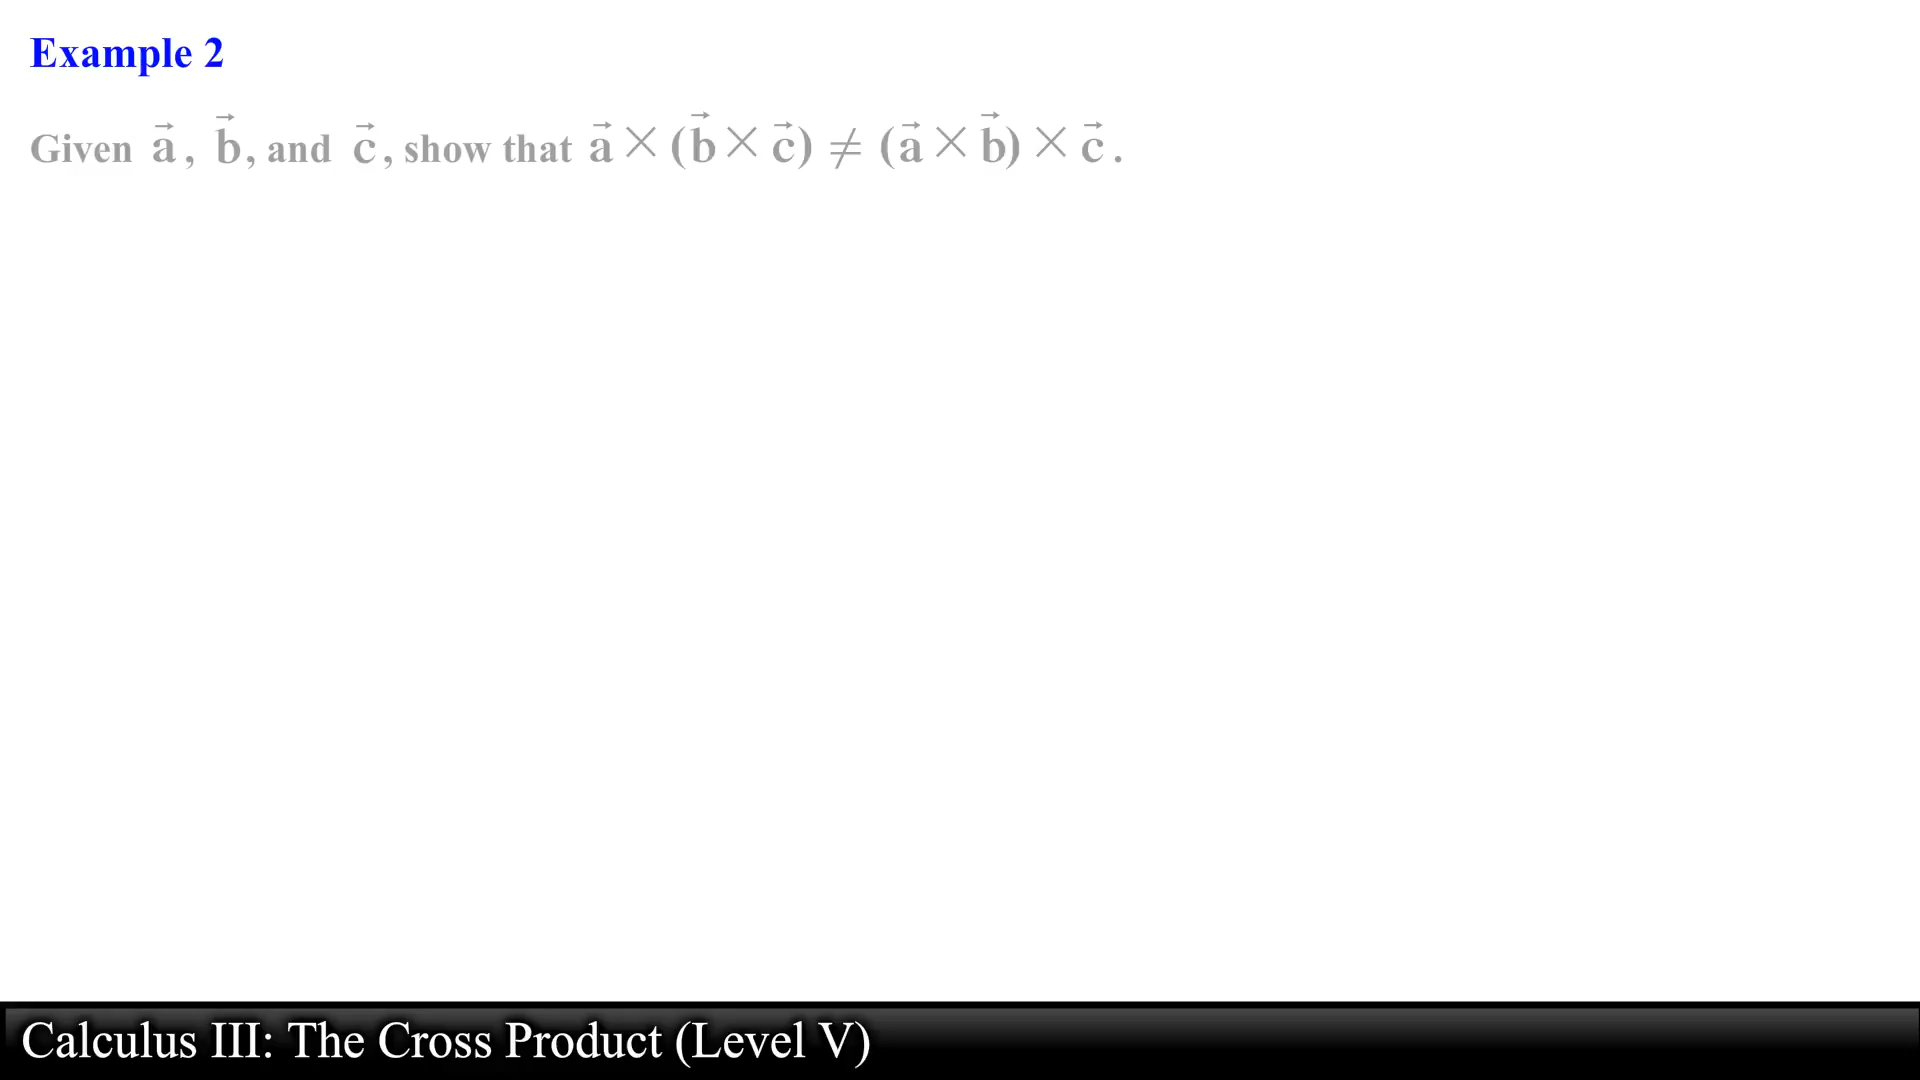 Example 2
Given a⃗, b⃗, and c⃗, show that a⃗ × (b⃗ × c⃗) ≠ (a⃗ × b⃗) × c⃗.
Calculus III: The Cross Product (Level V)